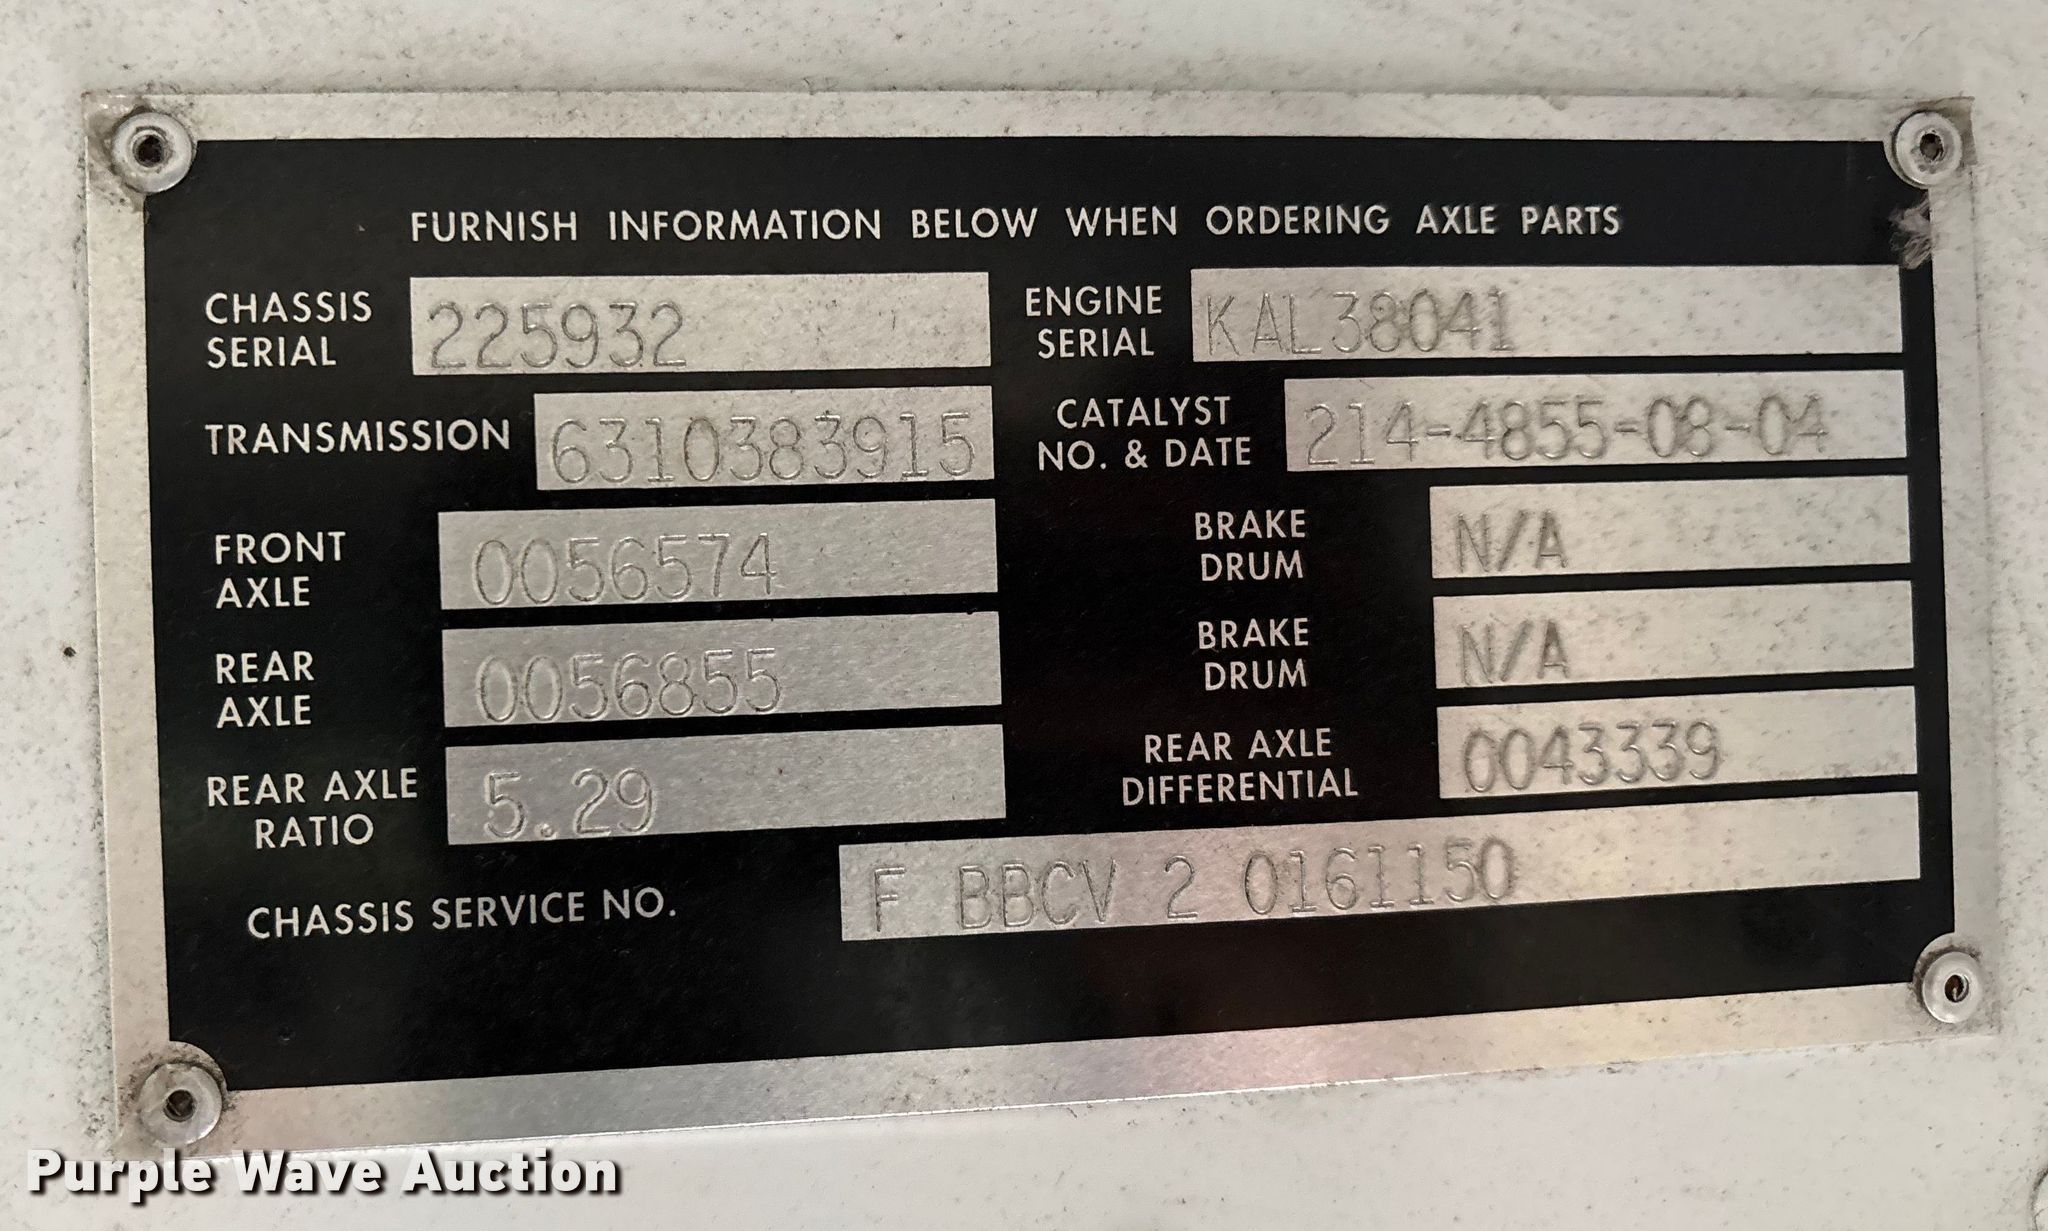 FURNISH INFORMATION BELOW WHEN ORDERING AXLE PARTS
CHASSIS SERIAL 225932
ENGINE SERIAL KAL38041
TRANSMISSION 6310383915
CATALYST NO. & DATE 214-4855-08-04
FRONT AXLE 0056574
BRAKE DRUM N/A
REAR AXLE 0056855
BRAKE DRUM N/A
REAR AXLE RATIO 5.29
REAR AXLE DIFFERENTIAL 0043339
CHASSIS SERVICE NO. F BBCV 2 0161150
Purple Wave Auction